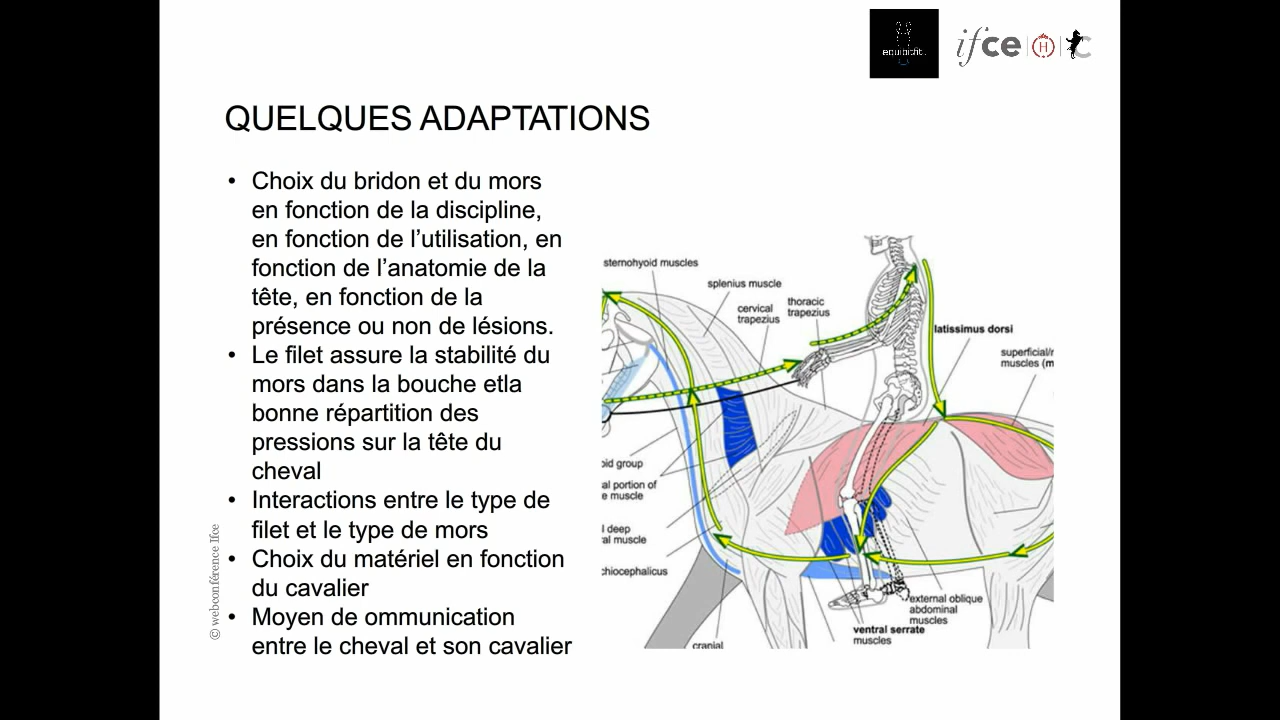 equibitfit.
ifce
H
QUELQUES ADAPTATIONS
• Choix du bridon et du mors
en fonction de la discipline,
en fonction de l’utilisation, en
fonction de l’anatomie de la
tête, en fonction de la
présence ou non de lésions.
• Le filet assure la stabilité du
mors dans la bouche etla
bonne répartition des
pressions sur la tête du
cheval
• Interactions entre le type de
filet et le type de mors
• Choix du matériel en fonction
du cavalier
• Moyen de ommunication
entre le cheval et son cavalier
© webconférence Ifce
sternohyoid muscles
splenius muscle
cervical
trapezius
thoracic
trapezius
latissimus dorsi
superficial/r
muscles (m
oid group
al portion of
e muscle
l deep
ral muscle
chiocephalicus
external oblique
abdominal
muscles
ventral serrate
muscles
cranial